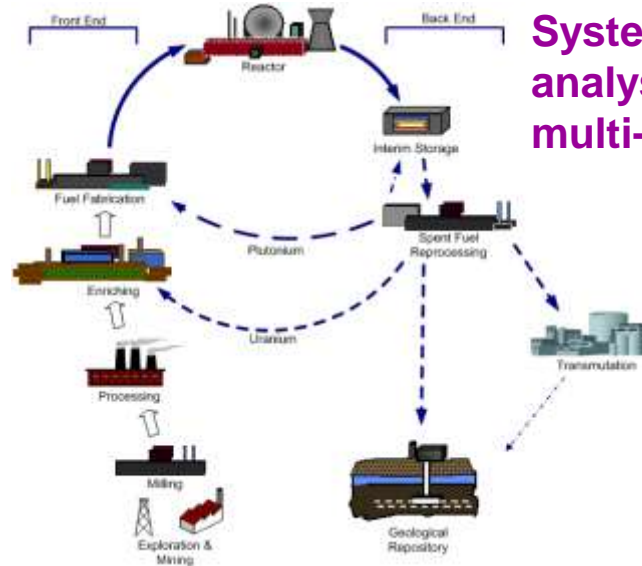 Front End
Back End
Reactor
Syste
analys
multi-
Interim Storage
Fuel Fabrication
Plutonium
Spent Fuel
Reprocessing
Enriching
Uranium
Transmutation
Processing
Milling
Exploration &
Mining
Geological
Repository